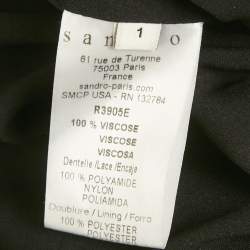 san o
1
61 rue de Turenne
75003 Paris
France
sandro-paris.com
SMCP USA - RN 132784
R3905E
100 % VISCOSE
VISCOSE
VISCOSA
Dentelle/Lace/Encaje
100 % POLYAMIDE
NYLON
POLIAMIDA
Doublure / Lining / Forro
100 % POLYESTER
POLYESTER